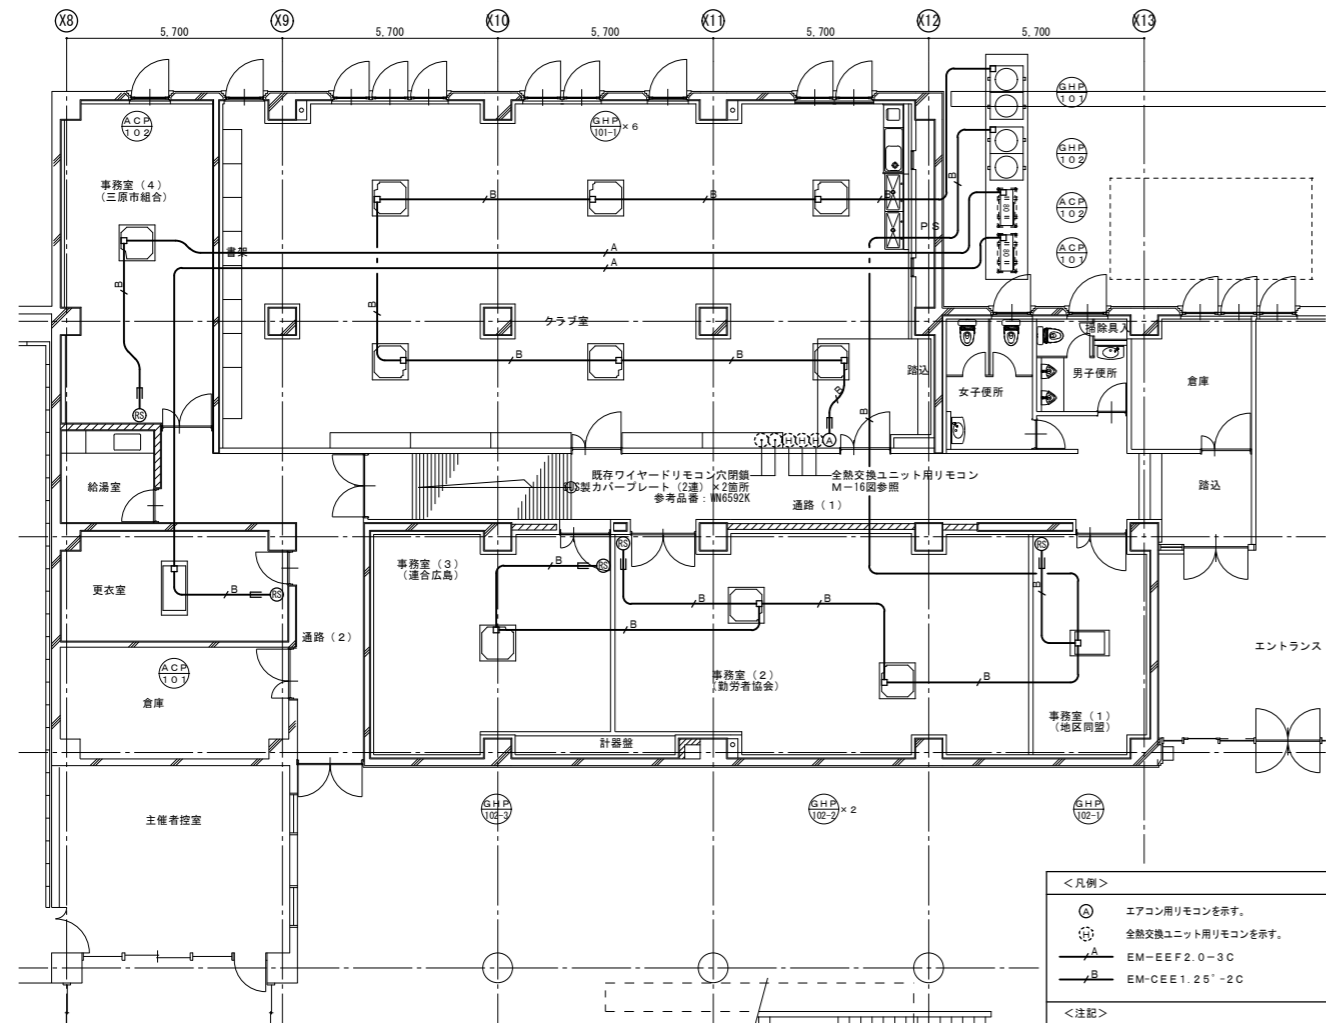 X8 X9 X10 X11 X12 X13
5,700 5,700 5,700 5,700 5,700
ACP
102
GHP
101-1 ×6
GHP
101
GHP
102
ACP
102
ACP
101
事務室（４）
（三原市組合）
書架
B
B
B
B
B
PS
A
A
B
B
クラブ室
B
B
B
踏込
B
女子便所
掃除具入
男子便所
倉庫
RS
H H H A
給湯室
既存ワイヤードリモコン穴閉鎖
製カバープレート（2連）×2箇所
参考品番：WN6592K
全熱交換ユニット用リモコン
M－16図参照
通路（１）
踏込
更衣室
B
RS
事務室（３）
（連合広島）
B
RS
RS
B
B
B
RS
B
通路（２）
エントランス
ACP
101
倉庫
事務室（２）
（勤労者協会）
B
事務室（１）
（地区同盟）
計器盤
主催者控室
GHP
102-3
GHP
102-2 ×2
GHP
102-1
＜凡例＞
A エアコン用リモコンを示す。
H 全熱交換ユニット用リモコンを示す。
A EM－EEF2.0－3C
B EM-CEE1.25゜-2C
＜注記＞